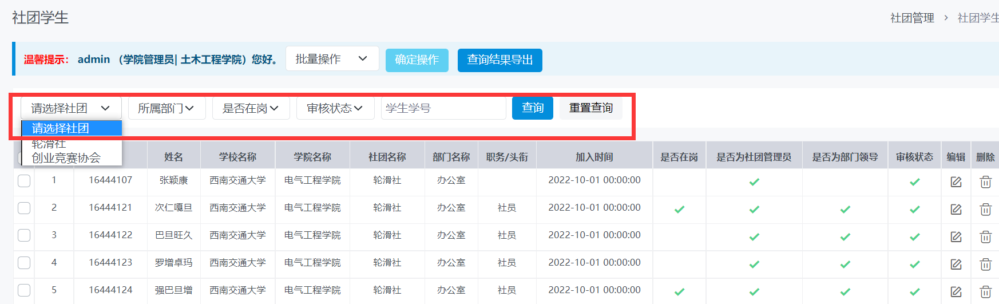 社团学生
社团管理 > 社团学生
温馨提示： admin （学院管理员| 土木工程学院）您好。 批量操作 确定操作 查询结果导出
请选择社团 所属部门 是否在岗 审核状态 学生学号 查询 重置查询
请选择社团
轮滑社
创业竞赛协会
姓名 学校名称 学院名称 社团名称 部门名称 职务/头衔 加入时间 是否在岗 是否为社团管理员 是否为部门领导 审核状态 编辑 删除
1 16444107 张颖康 西南交通大学 电气工程学院 轮滑社 办公室 2022-10-01 00:00:00
2 16444121 次仁嘎旦 西南交通大学 电气工程学院 轮滑社 办公室 社员 2022-10-01 00:00:00
3 16444122 巴旦旺久 西南交通大学 电气工程学院 轮滑社 办公室 社员 2022-10-01 00:00:00
4 16444123 罗增卓玛 西南交通大学 电气工程学院 轮滑社 办公室 社员 2022-10-01 00:00:00
5 16444124 强巴旦增 西南交通大学 电气工程学院 轮滑社 办公室 社员 2022-10-01 00:00:00